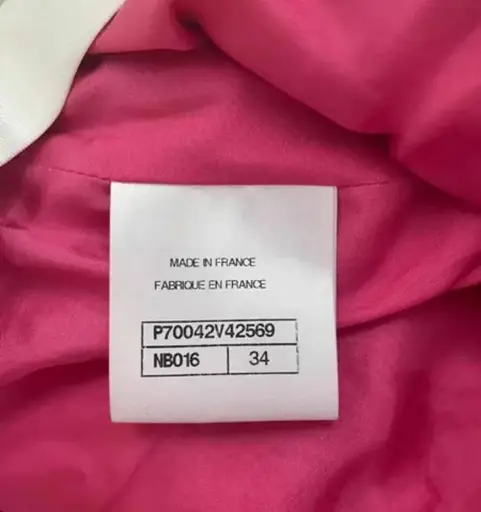 MADE IN FRANCE
FABRIQUE EN FRANCE
P70042V42569
NB016 34